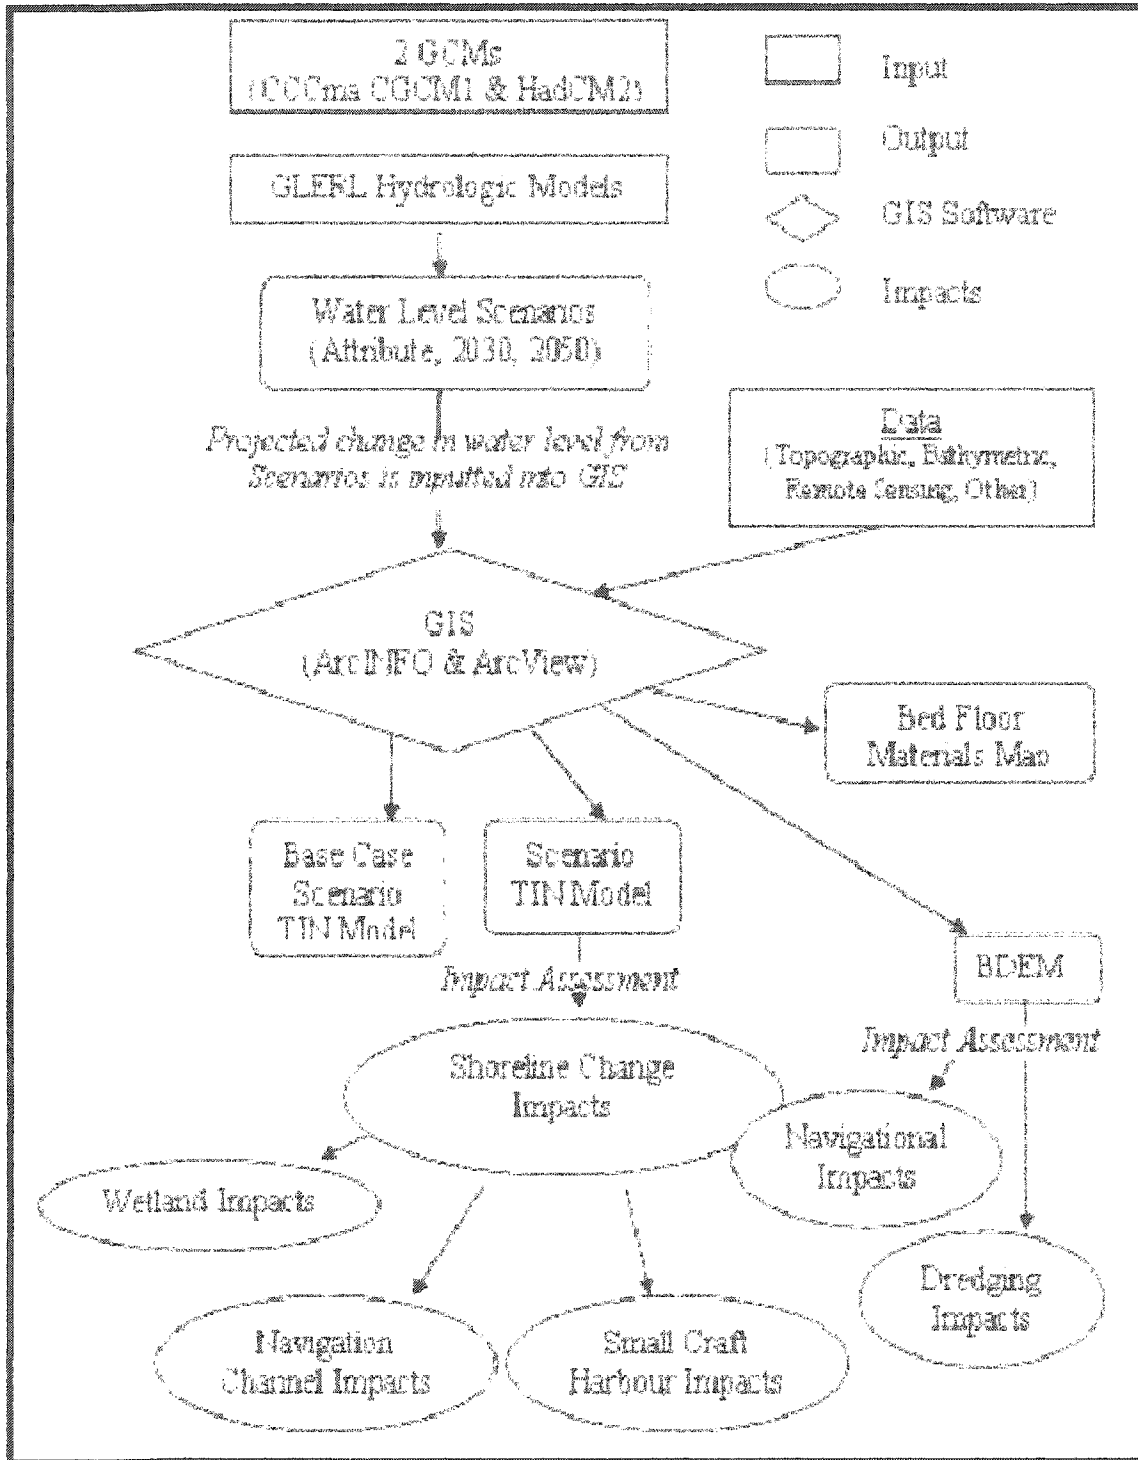 2 GCMs
(CCCma CGCM1 & HadCM2)
Input
Output
GLERL Hydrologic Models
GIS Software
Impacts
Water Level Scenarios
(Attribute, 2030, 2050)
Projected change in water level from
Scenarios is inputted into GIS
Data
(Topographic, Bathymetric,
Remote Sensing, Other)
GIS
(ArcINFO & ArcView)
Bed Floor
Materials Map
Base Case
Scenario
TIN Model
Scenario
TIN Model
BDEM
Impact Assessment
Impact Assessment
Shoreline Change
Impacts
Navigational
Impacts
Wetland Impacts
Dredging
Impacts
Navigation
Channel Impacts
Small Craft
Harbour Impacts